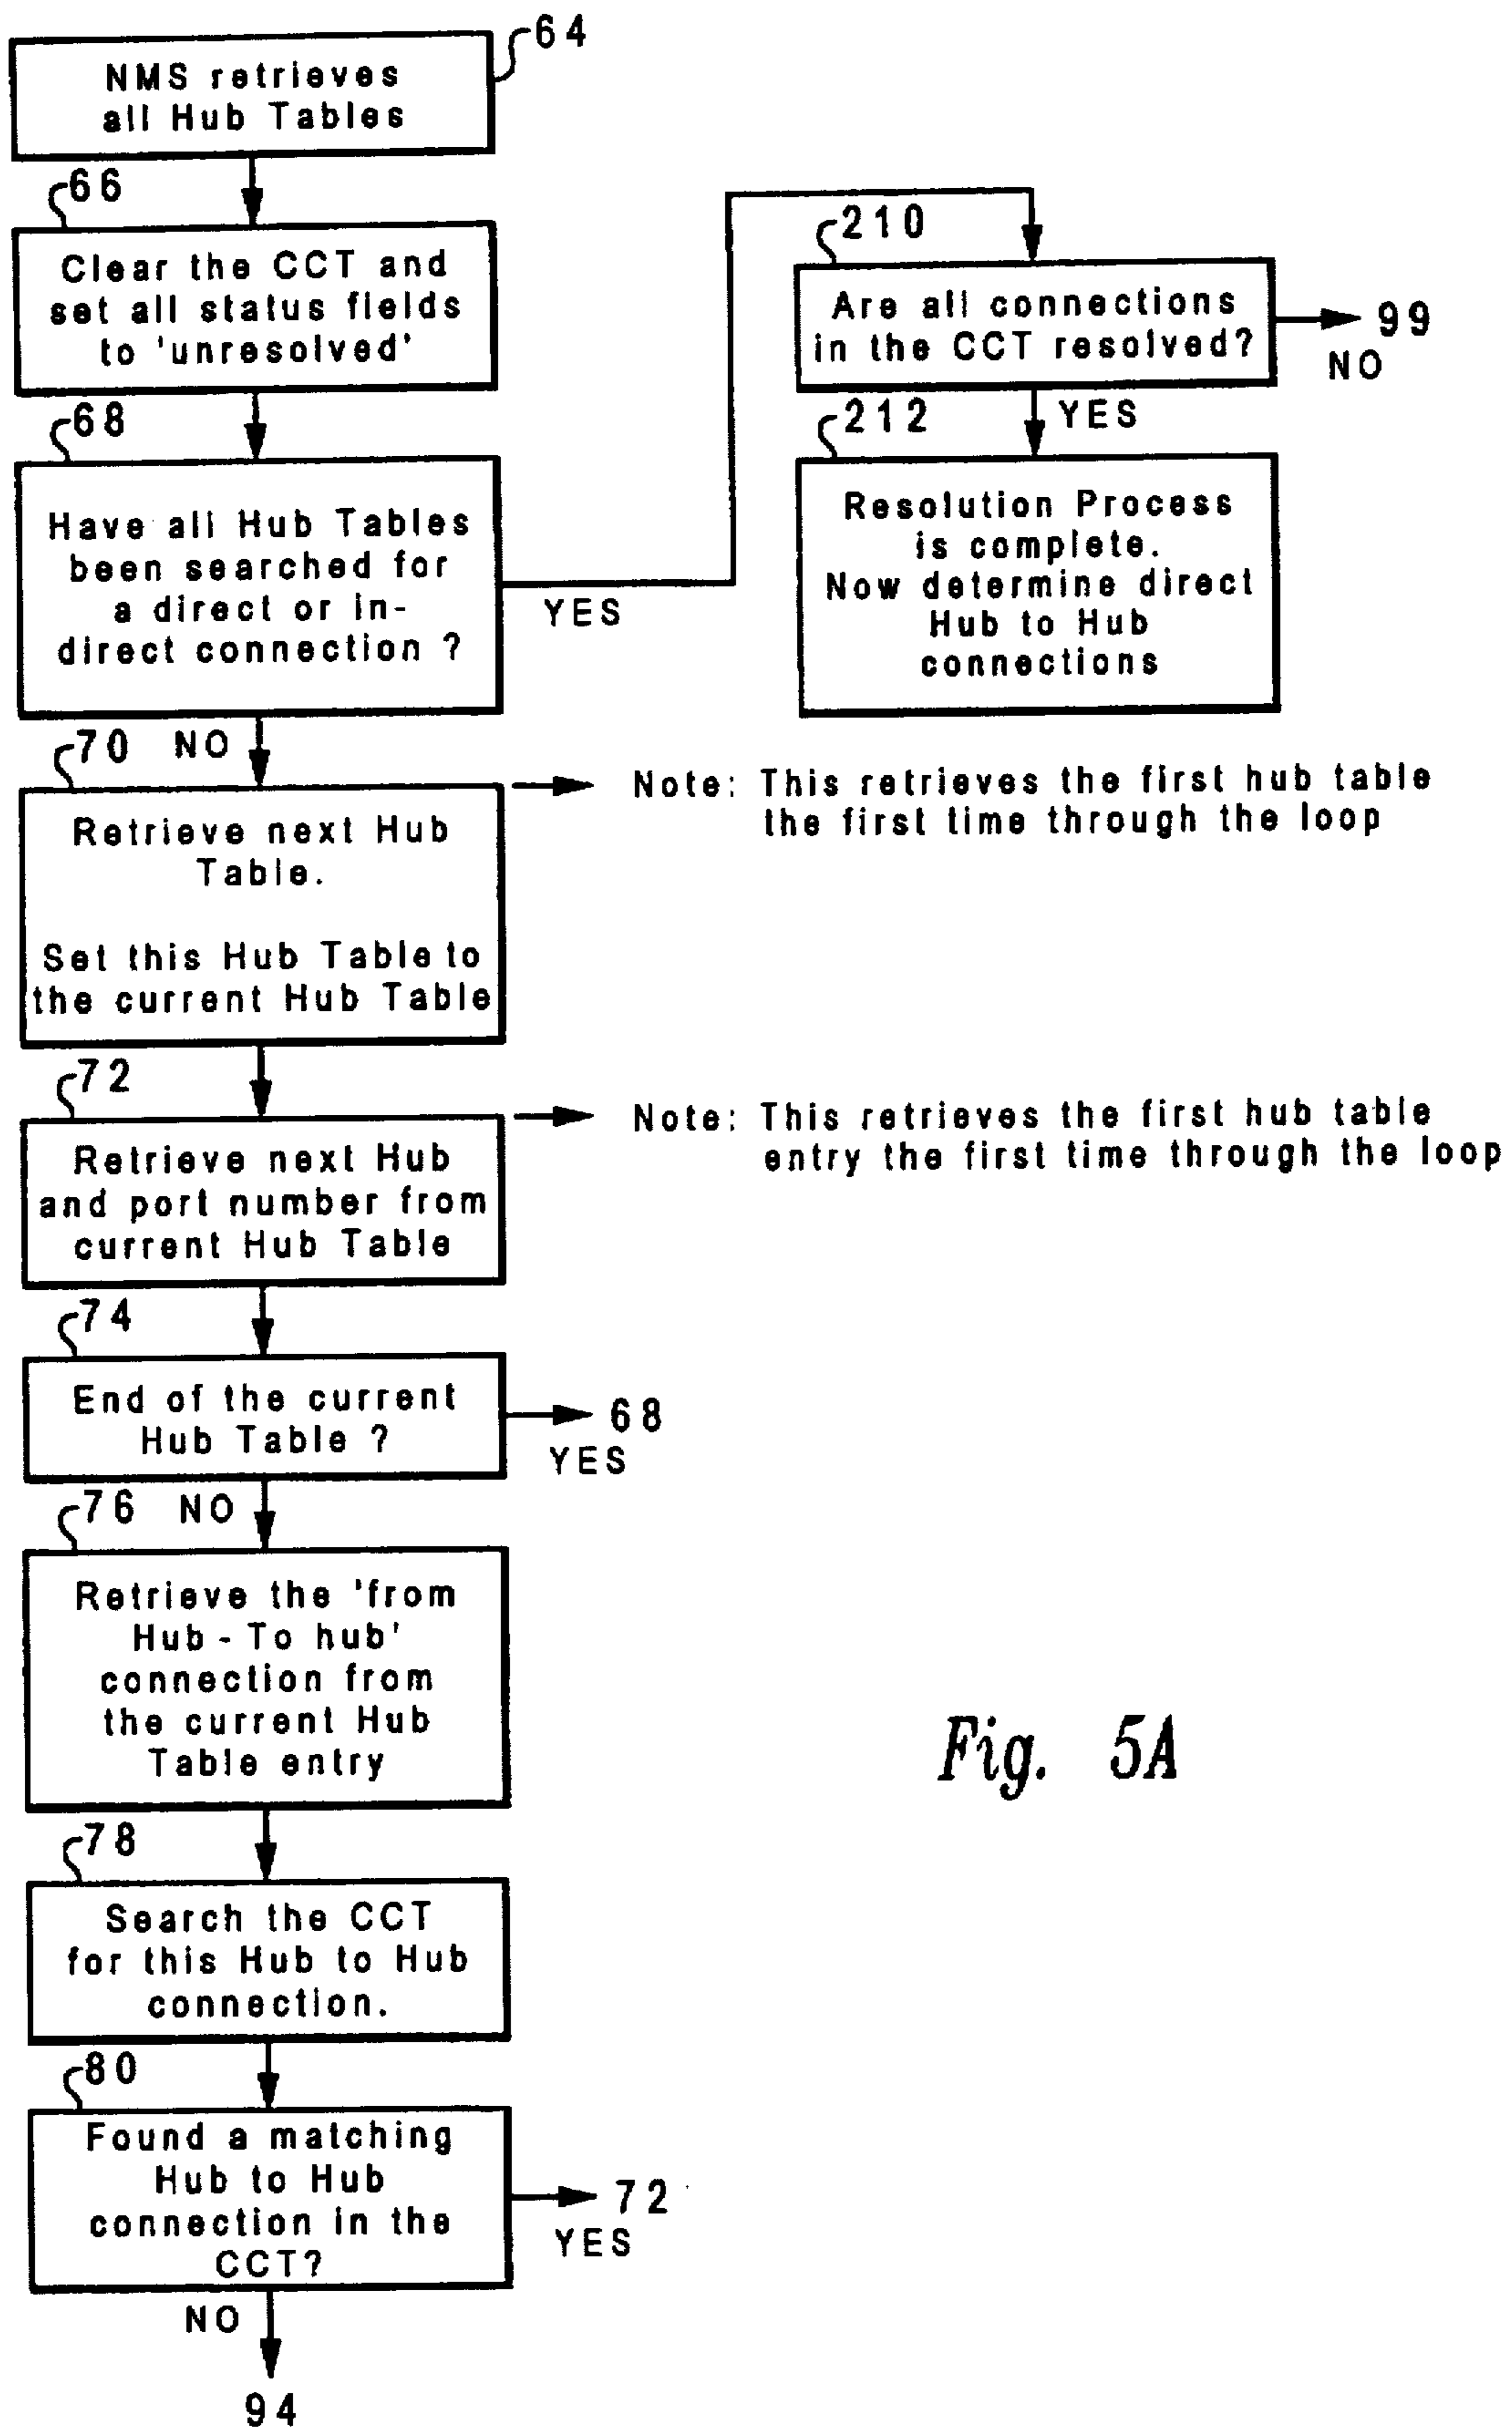 64
NMS retrieves
all Hub Tables
66
Clear the CCT and
set all status fields
to 'unresolved'
68
Have all Hub Tables
been searched for
a direct or in-
direct connection ?
YES
210
Are all connections
in the CCT resolved?
99
NO
YES
212
Resolution Process
is complete.
Now determine direct
Hub to Hub
connections
70 NO
Retrieve next Hub
Table.
Set this Hub Table to
the current Hub Table
Note: This retrieves the first hub table
the first time through the loop
72
Retrieve next Hub
and port number from
current Hub Table
Note: This retrieves the first hub table
entry the first time through the loop
74
End of the current
Hub Table ?
68
YES
76 NO
Retrieve the 'from
Hub - To hub'
connection from
the current Hub
Table entry
78
Search the CCT
for this Hub to Hub
connection.
80
Found a matching
Hub to Hub
connection in the
CCT?
72
YES
NO
94
Fig. 5A